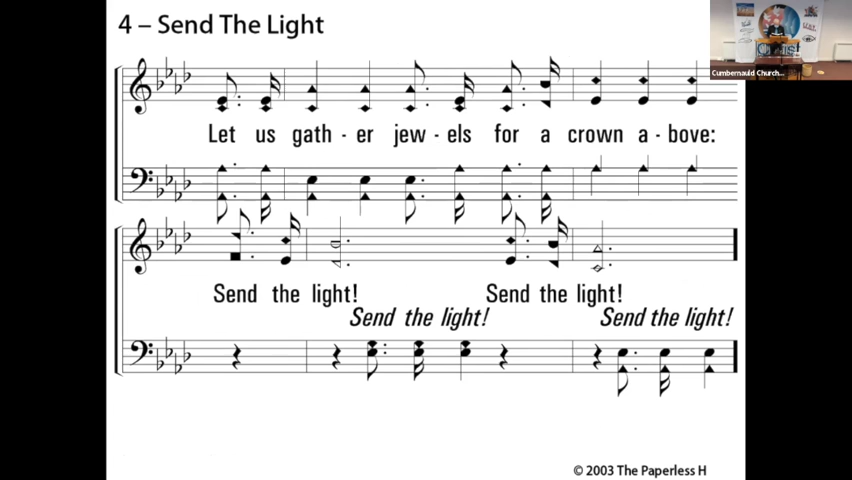 4 – Send The Light
Cumbernauld Church...
Let us gath - er jew - els for a crown a - bove:
Send the light! Send the light!
Send the light! Send the light!
© 2003 The Paperless H